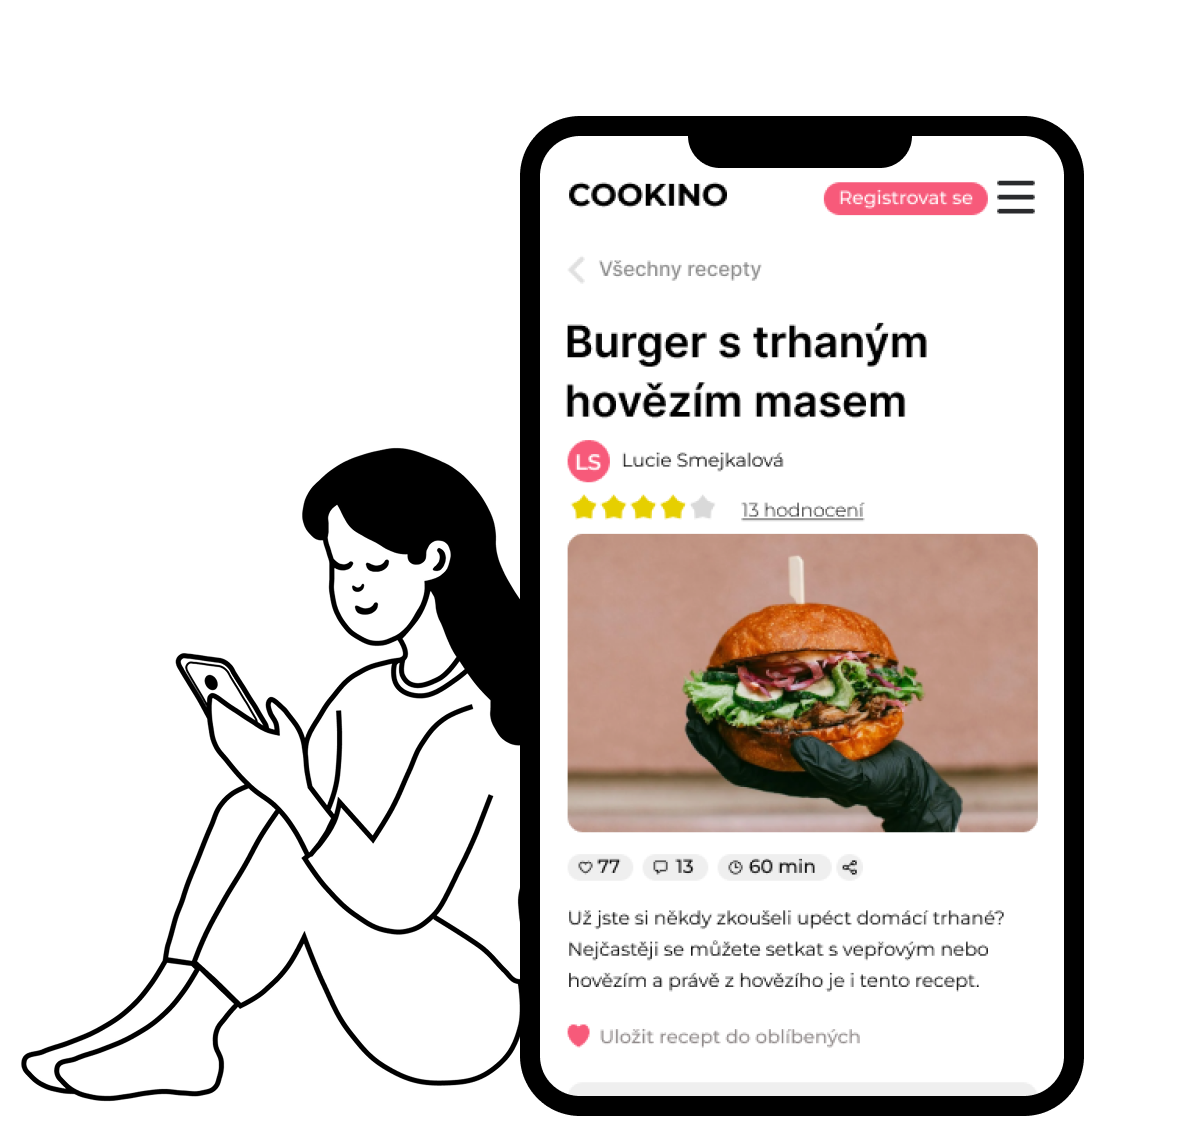 COOKINO
Registrovat se
Všechny recepty
Burger s trhaným
hovězím masem
LS
Lucie Smejkalová
13 hodnocení
77
13
60 min
Už jste si někdy zkoušeli upéct domácí trhané?
Nejčastěji se můžete setkat s vepřovým nebo
hovězím a právě z hovězího je i tento recept.
Uložit recept do oblíbených